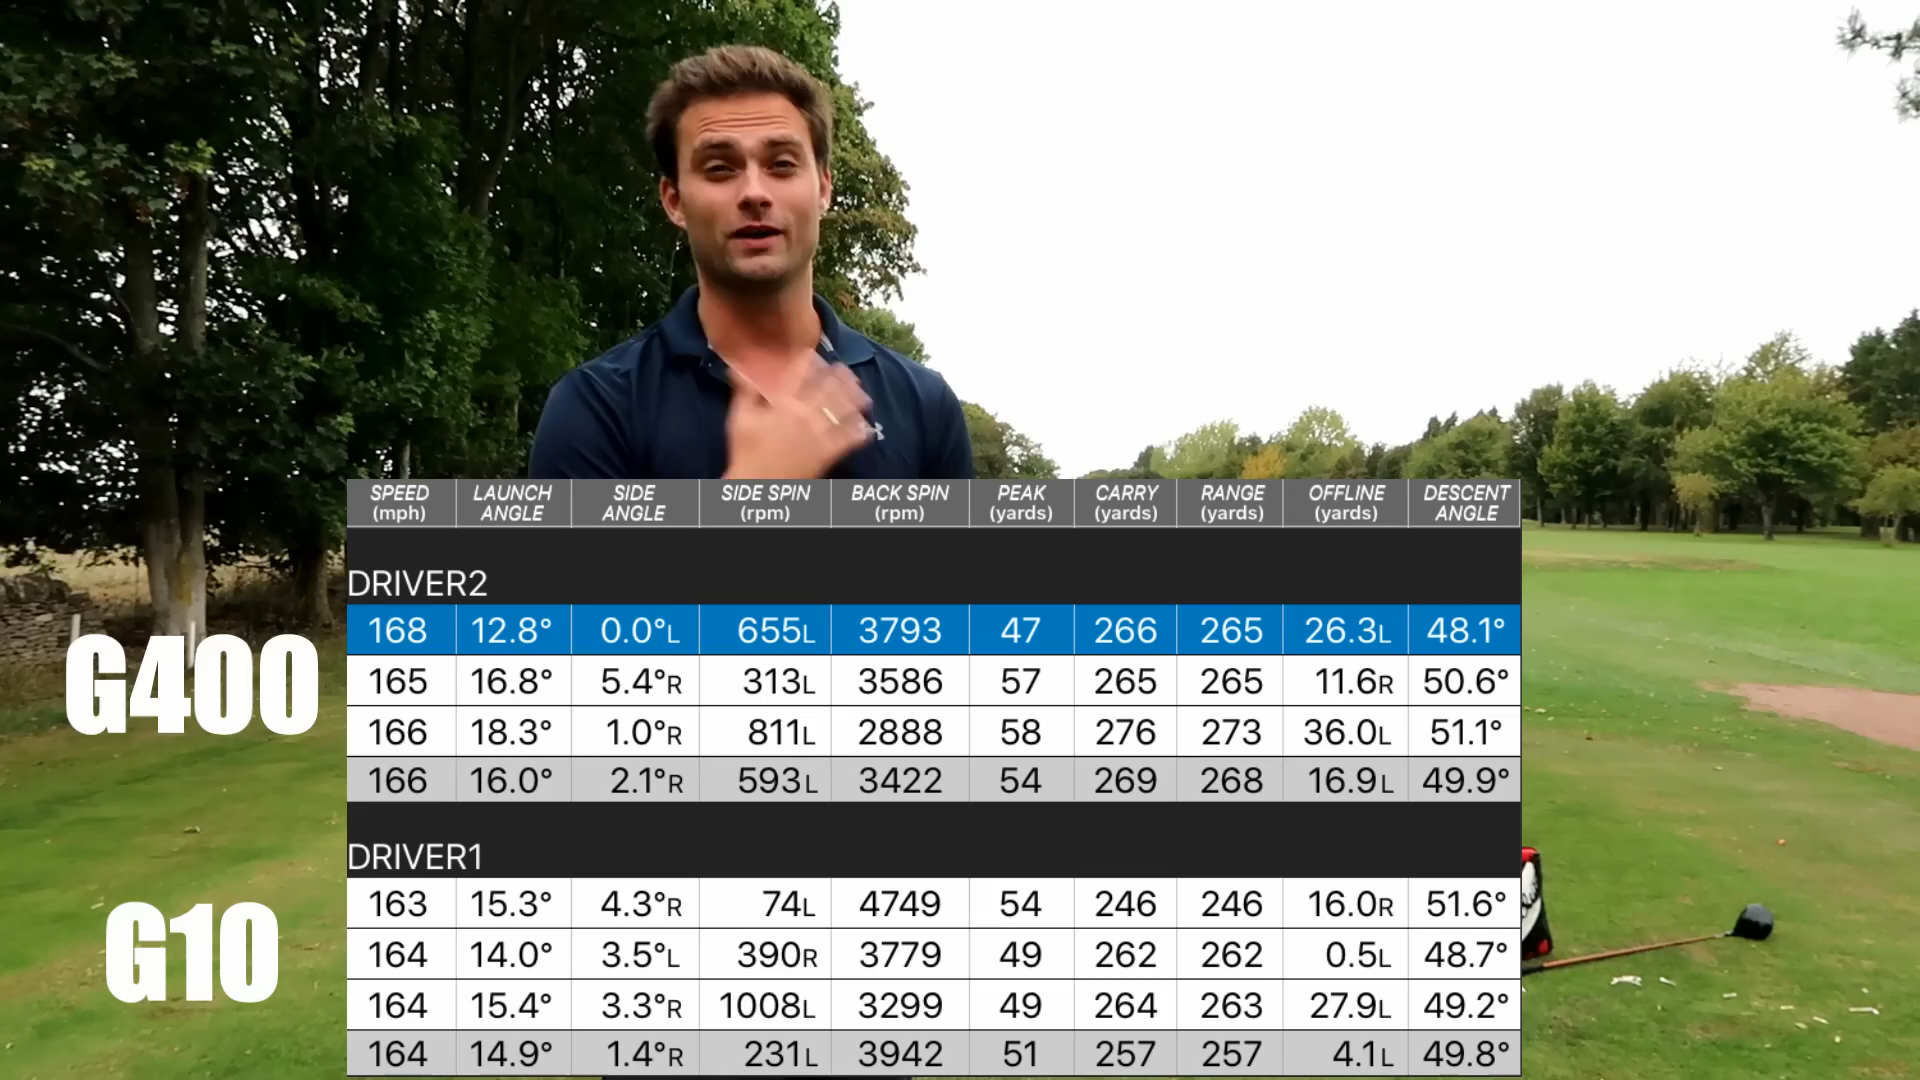 SPEED (mph) LAUNCH ANGLE SIDE ANGLE SIDE SPIN (rpm) BACK SPIN (rpm) PEAK (yards) CARRY (yards) RANGE (yards) OFFLINE (yards) DESCENT ANGLE
DRIVER2
168 12.8° 0.0°L 655L 3793 47 266 265 26.3L 48.1°
G400
165 16.8° 5.4°R 313L 3586 57 265 265 11.6R 50.6°
166 18.3° 1.0°R 811L 2888 58 276 273 36.0L 51.1°
166 16.0° 2.1°R 593L 3422 54 269 268 16.9L 49.9°
DRIVER1
163 15.3° 4.3°R 74L 4749 54 246 246 16.0R 51.6°
G10
164 14.0° 3.5°L 390R 3779 49 262 262 0.5L 48.7°
164 15.4° 3.3°R 1008L 3299 49 264 263 27.9L 49.2°
164 14.9° 1.4°R 231L 3942 51 257 257 4.1L 49.8°